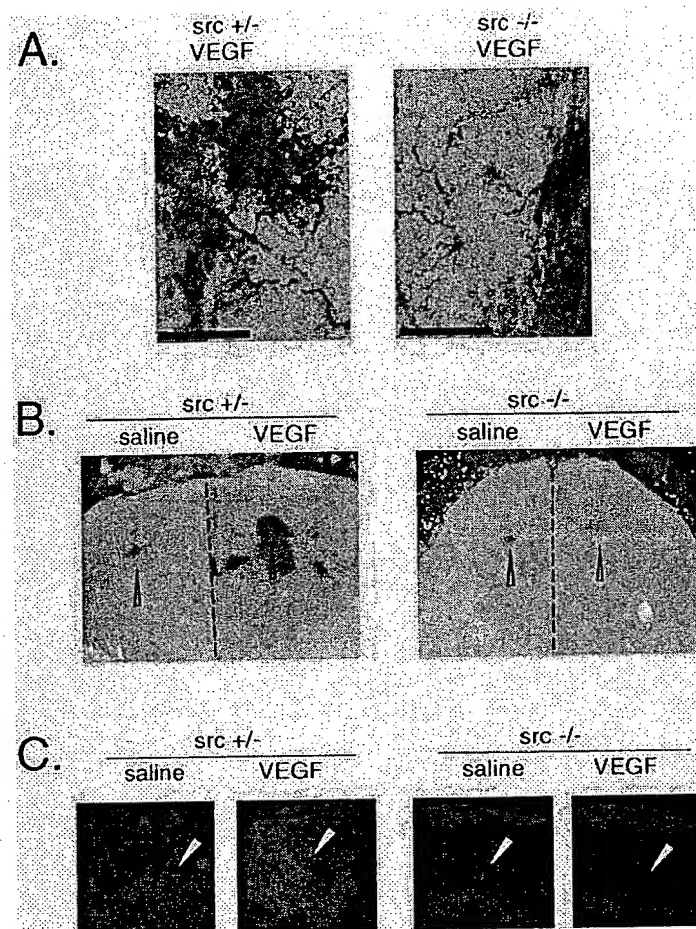 A.
src +/-
VEGF
src -/-
VEGF
B.
src +/-
saline VEGF
src -/-
saline VEGF
C.
src +/-
saline VEGF
src -/-
saline VEGF